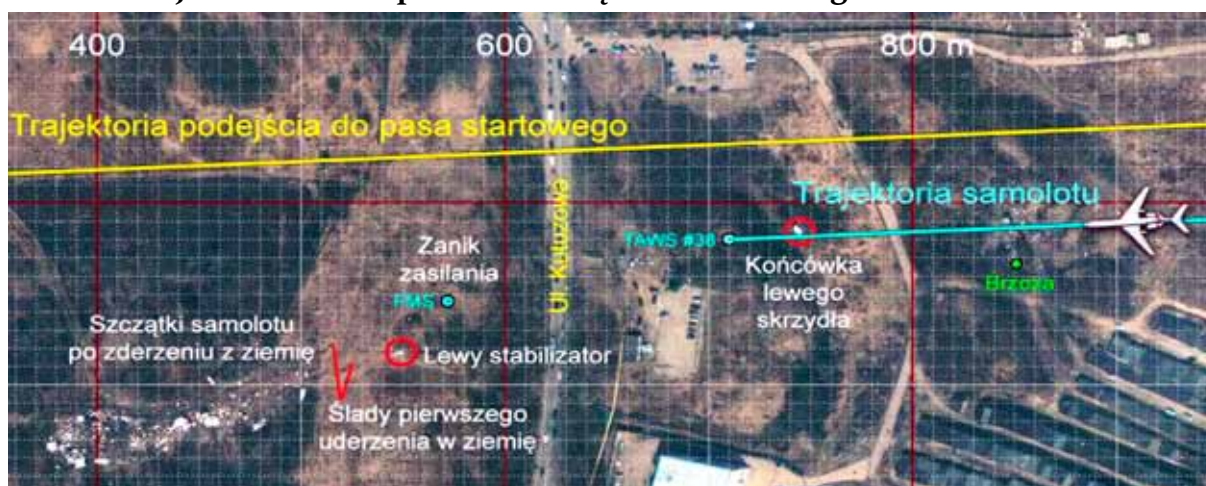 400
600
800 m
Trajektoria podejścia do pasa startowego
Trajektoria samolotu
Ul. Kutuzowa
TAWS #38
Zanik
zasilania
FMS
Końcówka
lewego
skrzydła
Brzoza
Szczątki samolotu
po zderzeniu z ziemię
Lewy stabilizator
Ślady pierwszego
uderzenia w ziemię